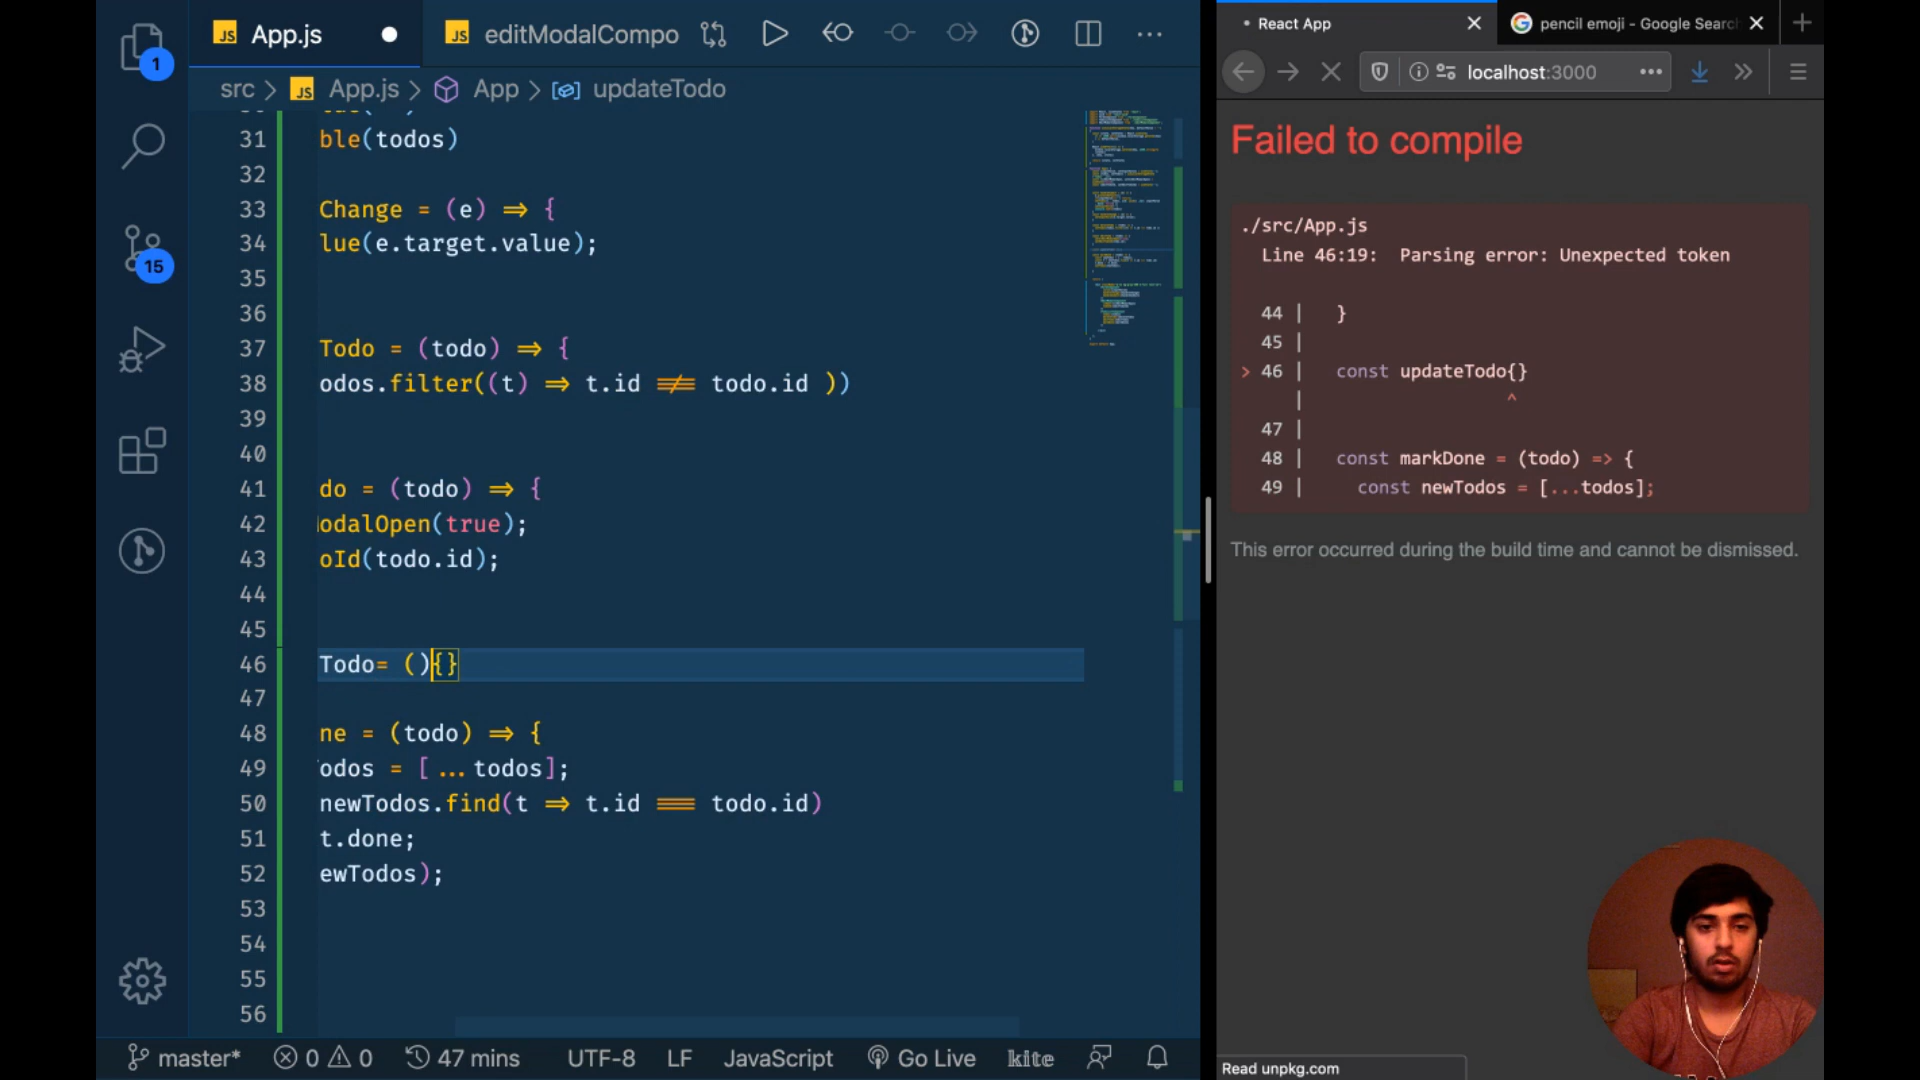 JS App.js
JS editModalCompo
src > JS App.js > App > updateTodo
31 ble(todos)
32
33 Change = (e) => {
34 lue(e.target.value);
35
36
37 Todo = (todo) => {
38 odos.filter((t) => t.id !== todo.id ))
39
40
41 do = (todo) => {
42 odalOpen(true);
43 oId(todo.id);
44
45
46 Todo= (){}
47
48 ne = (todo) => {
49 odos = [...todos];
50 newTodos.find(t => t.id === todo.id)
51 t.done;
52 ewTodos);
53
54
55
56
1
15
master* 0 0 47 mins UTF-8 LF JavaScript Go Live kite
• React App
pencil emoji - Google Searc
localhost:3000
Failed to compile
./src/App.js
Line 46:19: Parsing error: Unexpected token
44 | }
45 |
> 46 | const updateTodo{}
| ^
47 |
48 | const markDone = (todo) => {
49 | const newTodos = [...todos];
This error occurred during the build time and cannot be dismissed.
Read unpkg.com